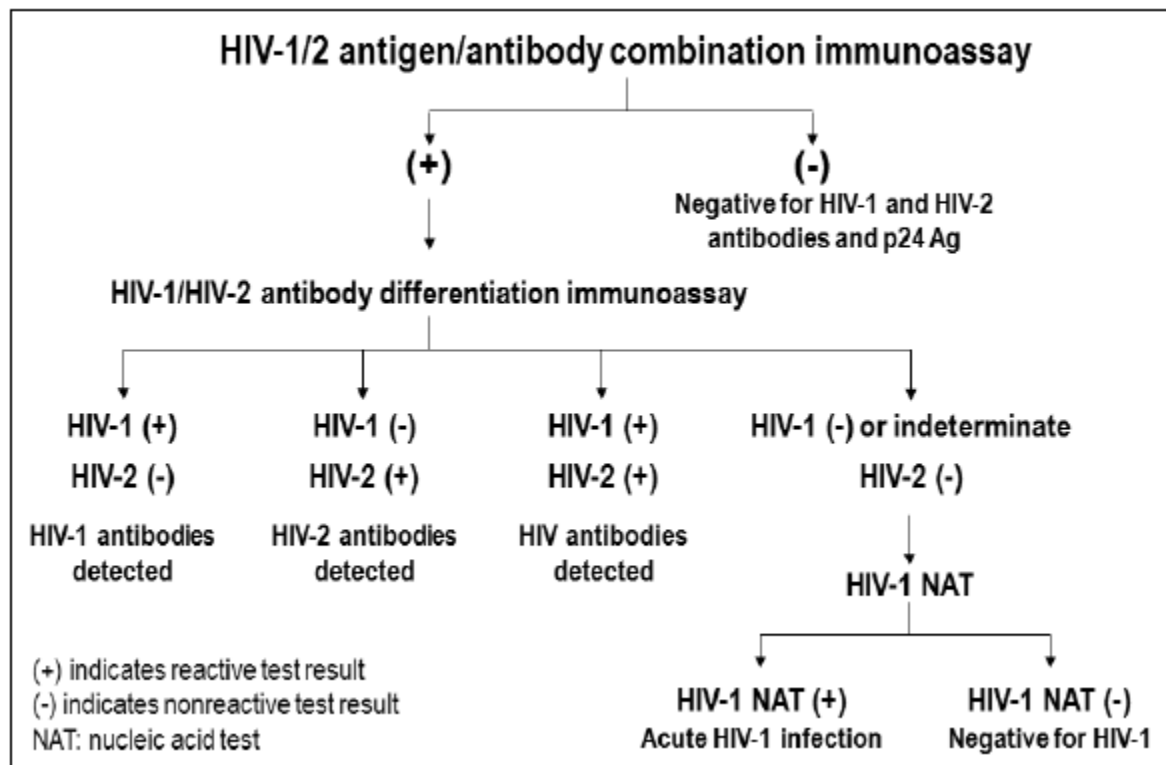 HIV-1/2 antigen/antibody combination immunoassay
(+)
(-)
Negative for HIV-1 and HIV-2
antibodies and p24 Ag
HIV-1/HIV-2 antibody differentiation immunoassay
HIV-1 (+)
HIV-2 (-)
HIV-1 antibodies
detected
HIV-1 (-)
HIV-2 (+)
HIV-2 antibodies
detected
HIV-1 (+)
HIV-2 (+)
HIV antibodies
detected
HIV-1 (-) or indeterminate
HIV-2 (-)
HIV-1 NAT
HIV-1 NAT (+)
Acute HIV-1 infection
HIV-1 NAT (-)
Negative for HIV-1
(+) indicates reactive test result
(-) indicates nonreactive test result
NAT: nucleic acid test